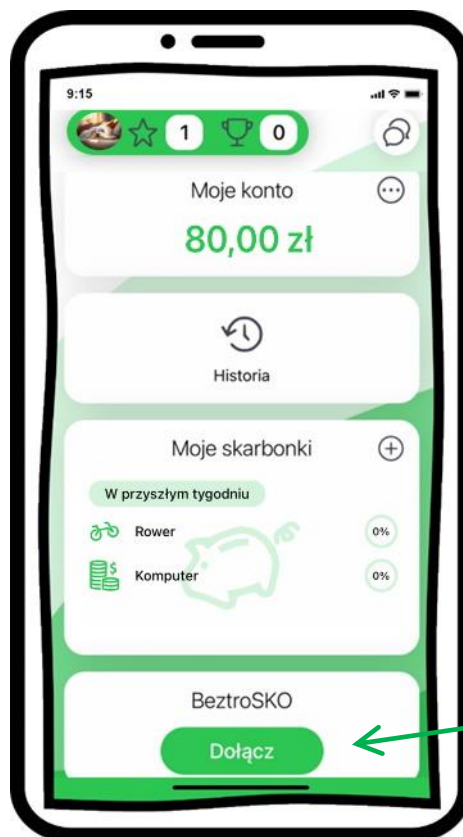 9:15
1 0
Moje konto
80,00 zł
Historia
Moje skarbonki
W przyszłym tygodniu
Rower 0%
Komputer 0%
BeztroSKO
Dołącz